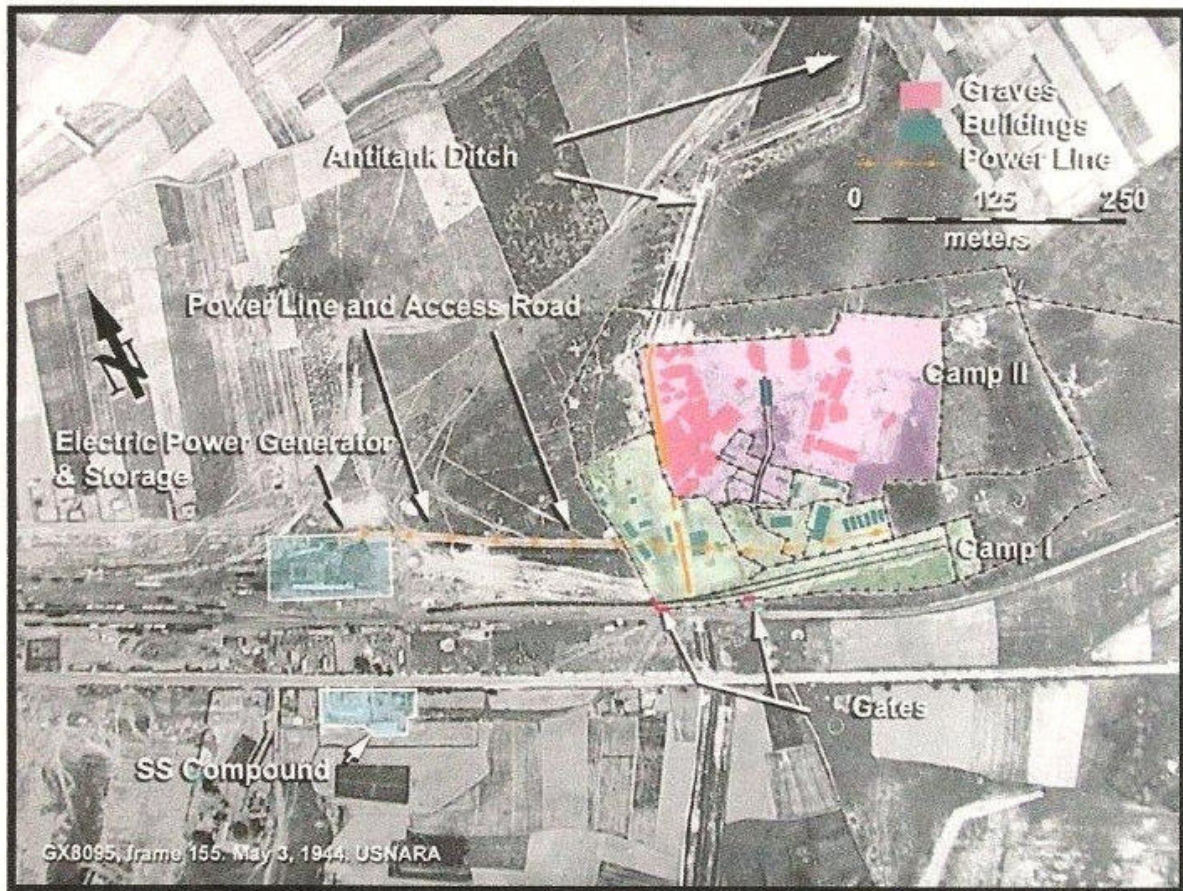 Graves
Buildings
Power Line
0 125 250
meters
Antitank Ditch
Power Line and Access Road
N
Camp II
Electric Power Generator
& Storage
Camp I
Gates
SS Compound
GX8095, frame 155. May 3, 1944. USNARA